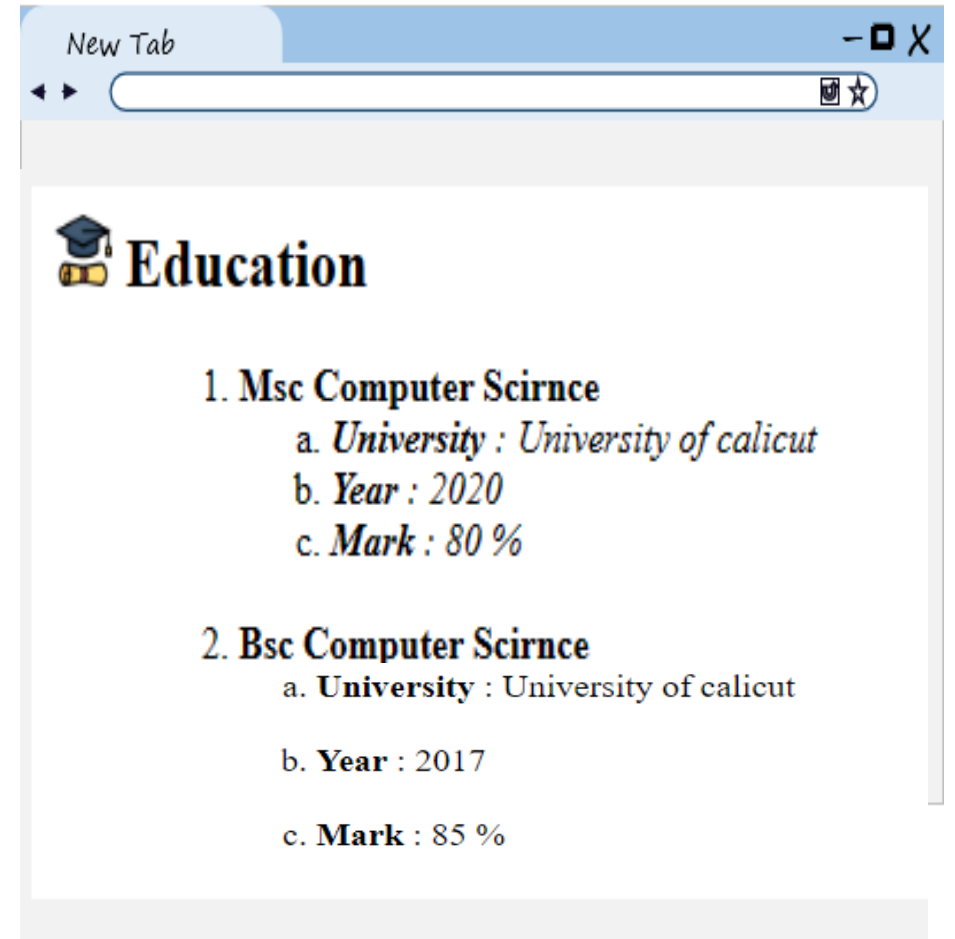 New Tab
Education
1. Msc Computer Scirnce
a. University : University of calicut
b. Year : 2020
c. Mark : 80 %
2. Bsc Computer Scirnce
a. University : University of calicut
b. Year : 2017
c. Mark : 85 %